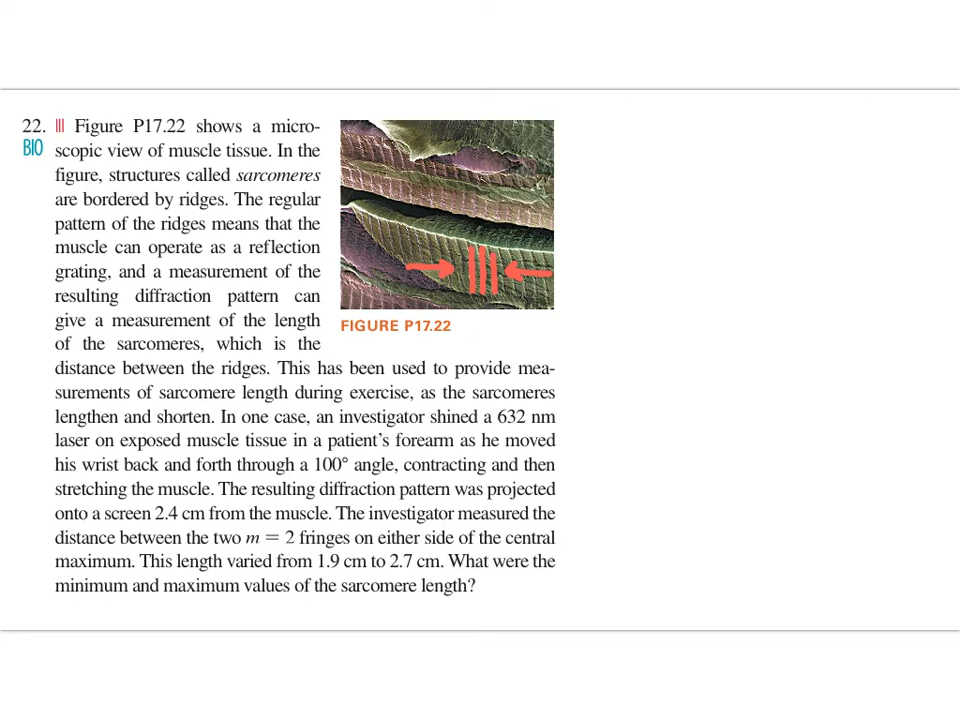 22. ||| Figure P17.22 shows a micro-
BIO scopic view of muscle tissue. In the
figure, structures called sarcomeres
are bordered by ridges. The regular
pattern of the ridges means that the
muscle can operate as a reflection
grating, and a measurement of the
resulting diffraction pattern can
give a measurement of the length
of the sarcomeres, which is the
FIGURE P17.22
distance between the ridges. This has been used to provide mea-
surements of sarcomere length during exercise, as the sarcomeres
lengthen and shorten. In one case, an investigator shined a 632 nm
laser on exposed muscle tissue in a patient's forearm as he moved
his wrist back and forth through a 100° angle, contracting and then
stretching the muscle. The resulting diffraction pattern was projected
onto a screen 2.4 cm from the muscle. The investigator measured the
distance between the two m = 2 fringes on either side of the central
maximum. This length varied from 1.9 cm to 2.7 cm. What were the
minimum and maximum values of the sarcomere length?